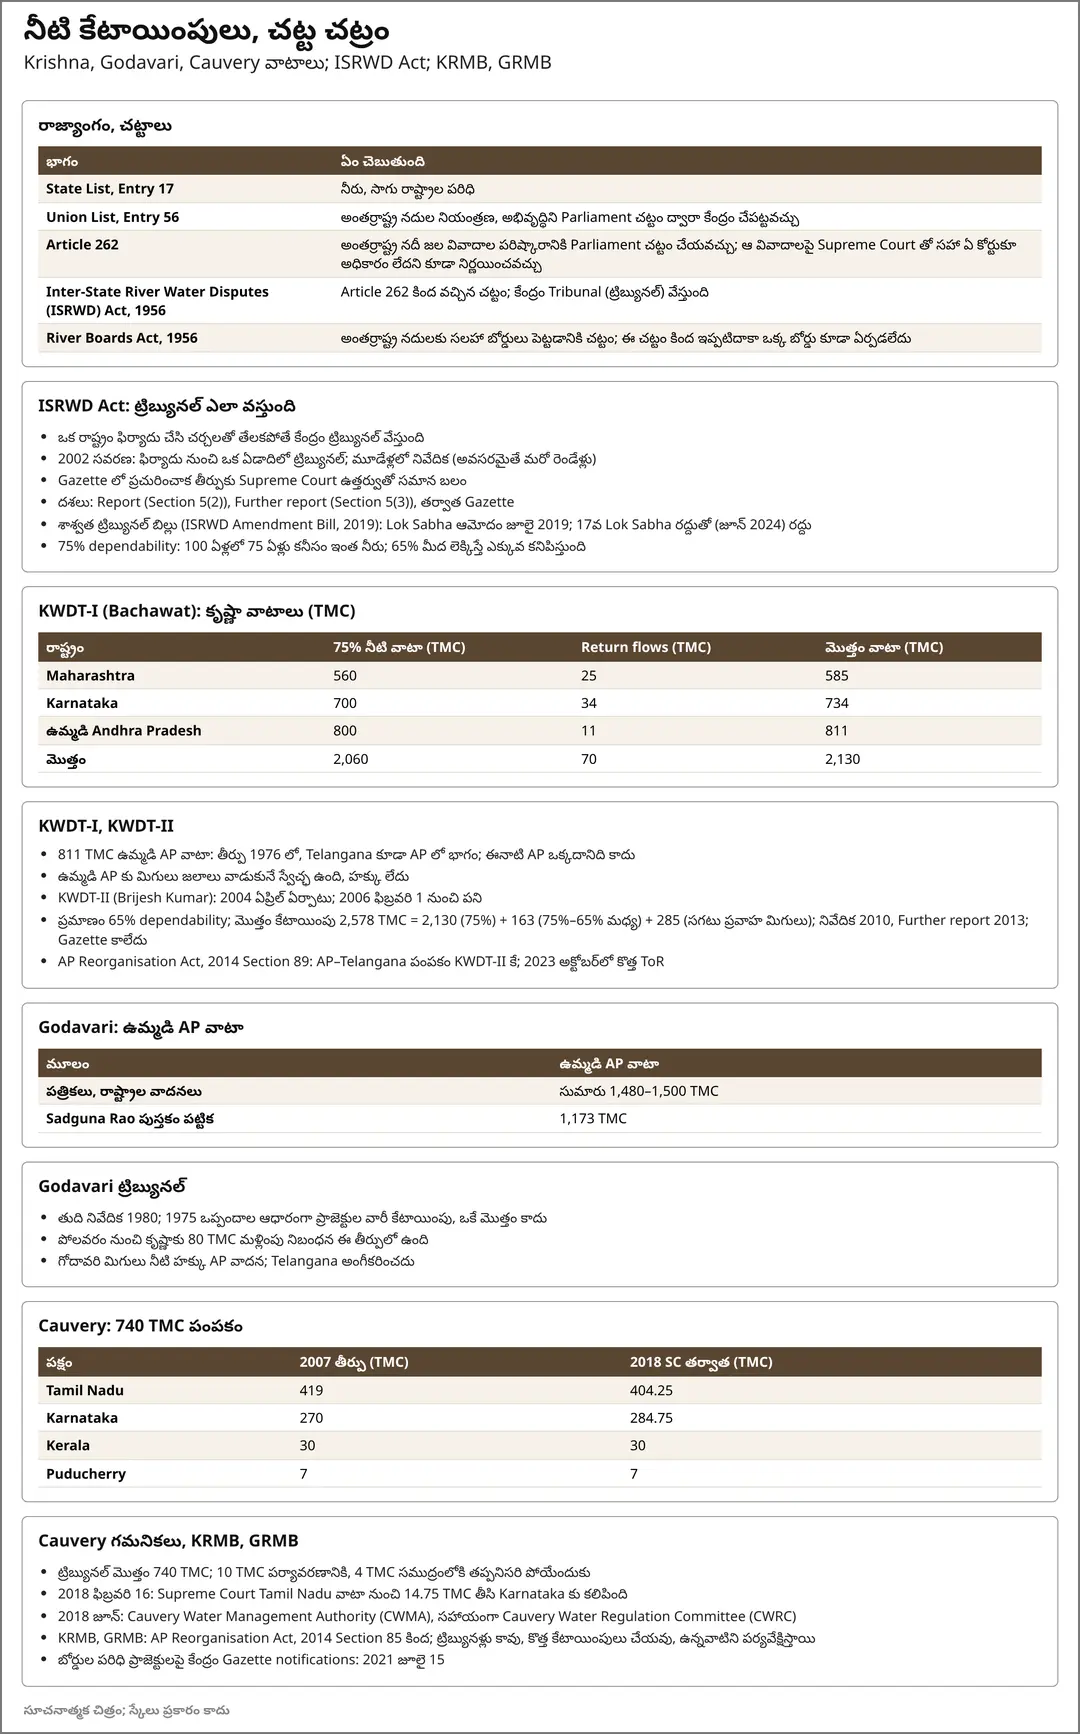 నీటి కేటాయింపులు, చట్ట చట్రం
Krishna, Godavari, Cauvery వాటాలు; ISRWD Act; KRMB, GRMB
రాజ్యాంగం, చట్టాలు
భాగం ఏం చెబుతుంది
State List, Entry 17 నీరు, సాగు రాష్ట్రాల పరిధి
Union List, Entry 56 అంతర్రాష్ట్ర నదుల నియంత్రణ, అభివృద్ధిని Parliament చట్టం ద్వారా కేంద్రం చేపట్టవచ్చు
Article 262 అంతర్రాష్ట్ర నదీ జల వివాదాల పరిష్కారానికి Parliament చట్టం చేయవచ్చు; ఆ వివాదాలపై Supreme Court తో సహా ఏ కోర్టుకూ
అధికారం లేదని కూడా నిర్ణయించవచ్చు
Inter-State River Water Disputes Article 262 కింద వచ్చిన చట్టం; కేంద్రం Tribunal (ట్రిబ్యునల్) వేస్తుంది
(ISRWD) Act, 1956
River Boards Act, 1956 అంతర్రాష్ట్ర నదులకు సలహా బోర్డులు పెట్టడానికి చట్టం; ఈ చట్టం కింద ఇప్పటిదాకా ఒక్క బోర్డు కూడా ఏర్పడలేదు
ISRWD Act: ట్రిబ్యునల్ ఎలా వస్తుంది
• ఒక రాష్ట్రం ఫిర్యాదు చేసి చర్చలతో తేలకపోతే కేంద్రం ట్రిబ్యునల్ వేస్తుంది
• 2002 సవరణ: ఫిర్యాదు నుంచి ఒక ఏడాదిలో ట్రిబ్యునల్; మూడేళ్లలో నివేదిక (అవసరమైతే మరో రెండేళ్లు)
• Gazette లో ప్రచురించాక తీర్పుకు Supreme Court ఉత్తర్వుతో సమాన బలం
• దశలు: Report (Section 5(2)), Further report (Section 5(3)), తర్వాత Gazette
• శాశ్వత ట్రిబ్యునల్ బిల్లు (ISRWD Amendment Bill, 2019): Lok Sabha ఆమోదం జూలై 2019; 17వ Lok Sabha రద్దుతో (జూన్ 2024) రద్దు
• 75% dependability: 100 ఏళ్లలో 75 ఏళ్లు కనీసం ఇంత నీరు; 65% మీద లెక్కిస్తే ఎక్కువ కనిపిస్తుంది
KWDT-I (Bachawat): కృష్ణా వాటాలు (TMC)
రాష్ట్రం 75% నీటి వాటా (TMC) Return flows (TMC) మొత్తం వాటా (TMC)
Maharashtra 560 25 585
Karnataka 700 34 734
ఉమ్మడి Andhra Pradesh 800 11 811
మొత్తం 2,060 70 2,130
KWDT-I, KWDT-II
• 811 TMC ఉమ్మడి AP వాటా: తీర్పు 1976 లో, Telangana కూడా AP లో భాగం; ఈనాటి AP ఒక్కదానిది కాదు
• ఉమ్మడి AP కు మిగులు జలాలు వాడుకునే స్వేచ్ఛ ఉంది, హక్కు లేదు
• KWDT-II (Brijesh Kumar): 2004 ఏప్రిల్ ఏర్పాటు; 2006 ఫిబ్రవరి 1 నుంచి పని
• ప్రమాణం 65% dependability; మొత్తం కేటాయింపు 2,578 TMC = 2,130 (75%) + 163 (75%–65% మధ్య) + 285 (సగటు ప్రవాహ మిగులు); నివేదిక 2010, Further report 2013;
Gazette కాలేదు
• AP Reorganisation Act, 2014 Section 89: AP–Telangana పంపకం KWDT-II కే; 2023 అక్టోబర్‌లో కొత్త ToR
Godavari: ఉమ్మడి AP వాటా
మూలం ఉమ్మడి AP వాటా
పత్రికలు, రాష్ట్రాల వాదనలు సుమారు 1,480–1,500 TMC
Sadguna Rao పుస్తకం పట్టిక 1,173 TMC
Godavari ట్రిబ్యునల్
• తుది నివేదిక 1980; 1975 ఒప్పందాల ఆధారంగా ప్రాజెక్టుల వారీ కేటాయింపు, ఒకే మొత్తం కాదు
• పోలవరం నుంచి కృష్ణాకు 80 TMC మళ్లింపు నిబంధన ఈ తీర్పులో ఉంది
• గోదావరి మిగులు నీటి హక్కు AP వాదన; Telangana అంగీకరించదు
Cauvery: 740 TMC పంపకం
పక్షం 2007 తీర్పు (TMC) 2018 SC తర్వాత (TMC)
Tamil Nadu 419 404.25
Karnataka 270 284.75
Kerala 30 30
Puducherry 7 7
Cauvery గమనికలు, KRMB, GRMB
• ట్రిబ్యునల్ మొత్తం 740 TMC; 10 TMC పర్యావరణానికి, 4 TMC సముద్రంలోకి తప్పనిసరి పోయేందుకు
• 2018 ఫిబ్రవరి 16: Supreme Court Tamil Nadu వాటా నుంచి 14.75 TMC తీసి Karnataka కు కలిపింది
• 2018 జూన్: Cauvery Water Management Authority (CWMA), సహాయంగా Cauvery Water Regulation Committee (CWRC)
• KRMB, GRMB: AP Reorganisation Act, 2014 Section 85 కింద; ట్రిబ్యునళ్లు కావు, కొత్త కేటాయింపులు చేయవు, ఉన్నవాటిని పర్యవేక్షిస్తాయి
• బోర్డుల పరిధి ప్రాజెక్టులపై కేంద్రం Gazette notifications: 2021 జూలై 15
సూచనాత్మక చిత్రం; స్కేలు ప్రకారం కాదు